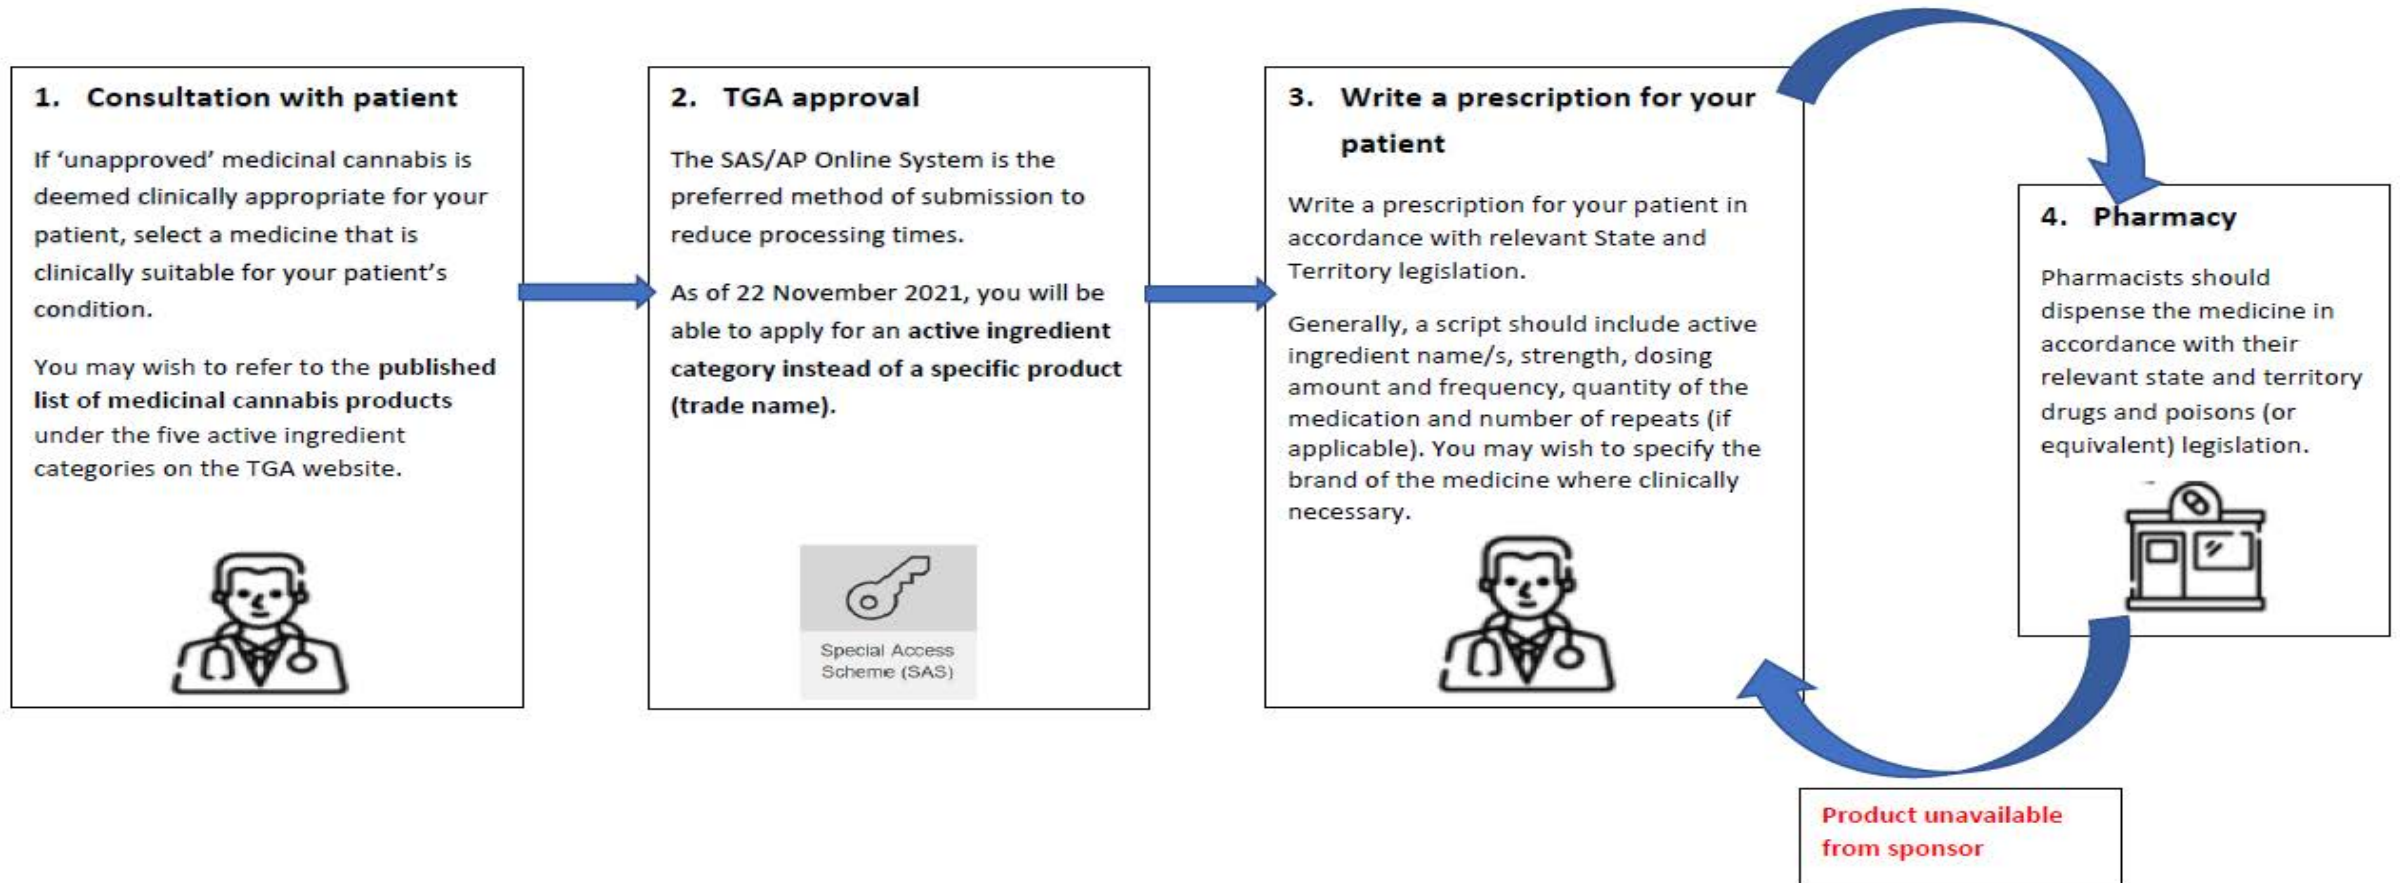 1. Consultation with patient
If ‘unapproved’ medicinal cannabis is
deemed clinically appropriate for your
patient, select a medicine that is
clinically suitable for your patient’s
condition.
You may wish to refer to the published
list of medicinal cannabis products
under the five active ingredient
categories on the TGA website.
2. TGA approval
The SAS/AP Online System is the
preferred method of submission to
reduce processing times.
As of 22 November 2021, you will be
able to apply for an active ingredient
category instead of a specific product
(trade name).
Special Access
Scheme (SAS)
3. Write a prescription for your
patient
Write a prescription for your patient in
accordance with relevant State and
Territory legislation.
Generally, a script should include active
ingredient name/s, strength, dosing
amount and frequency, quantity of the
medication and number of repeats (if
applicable). You may wish to specify the
brand of the medicine where clinically
necessary.
4. Pharmacy
Pharmacists should
dispense the medicine in
accordance with their
relevant state and territory
drugs and poisons (or
equivalent) legislation.
Product unavailable
from sponsor